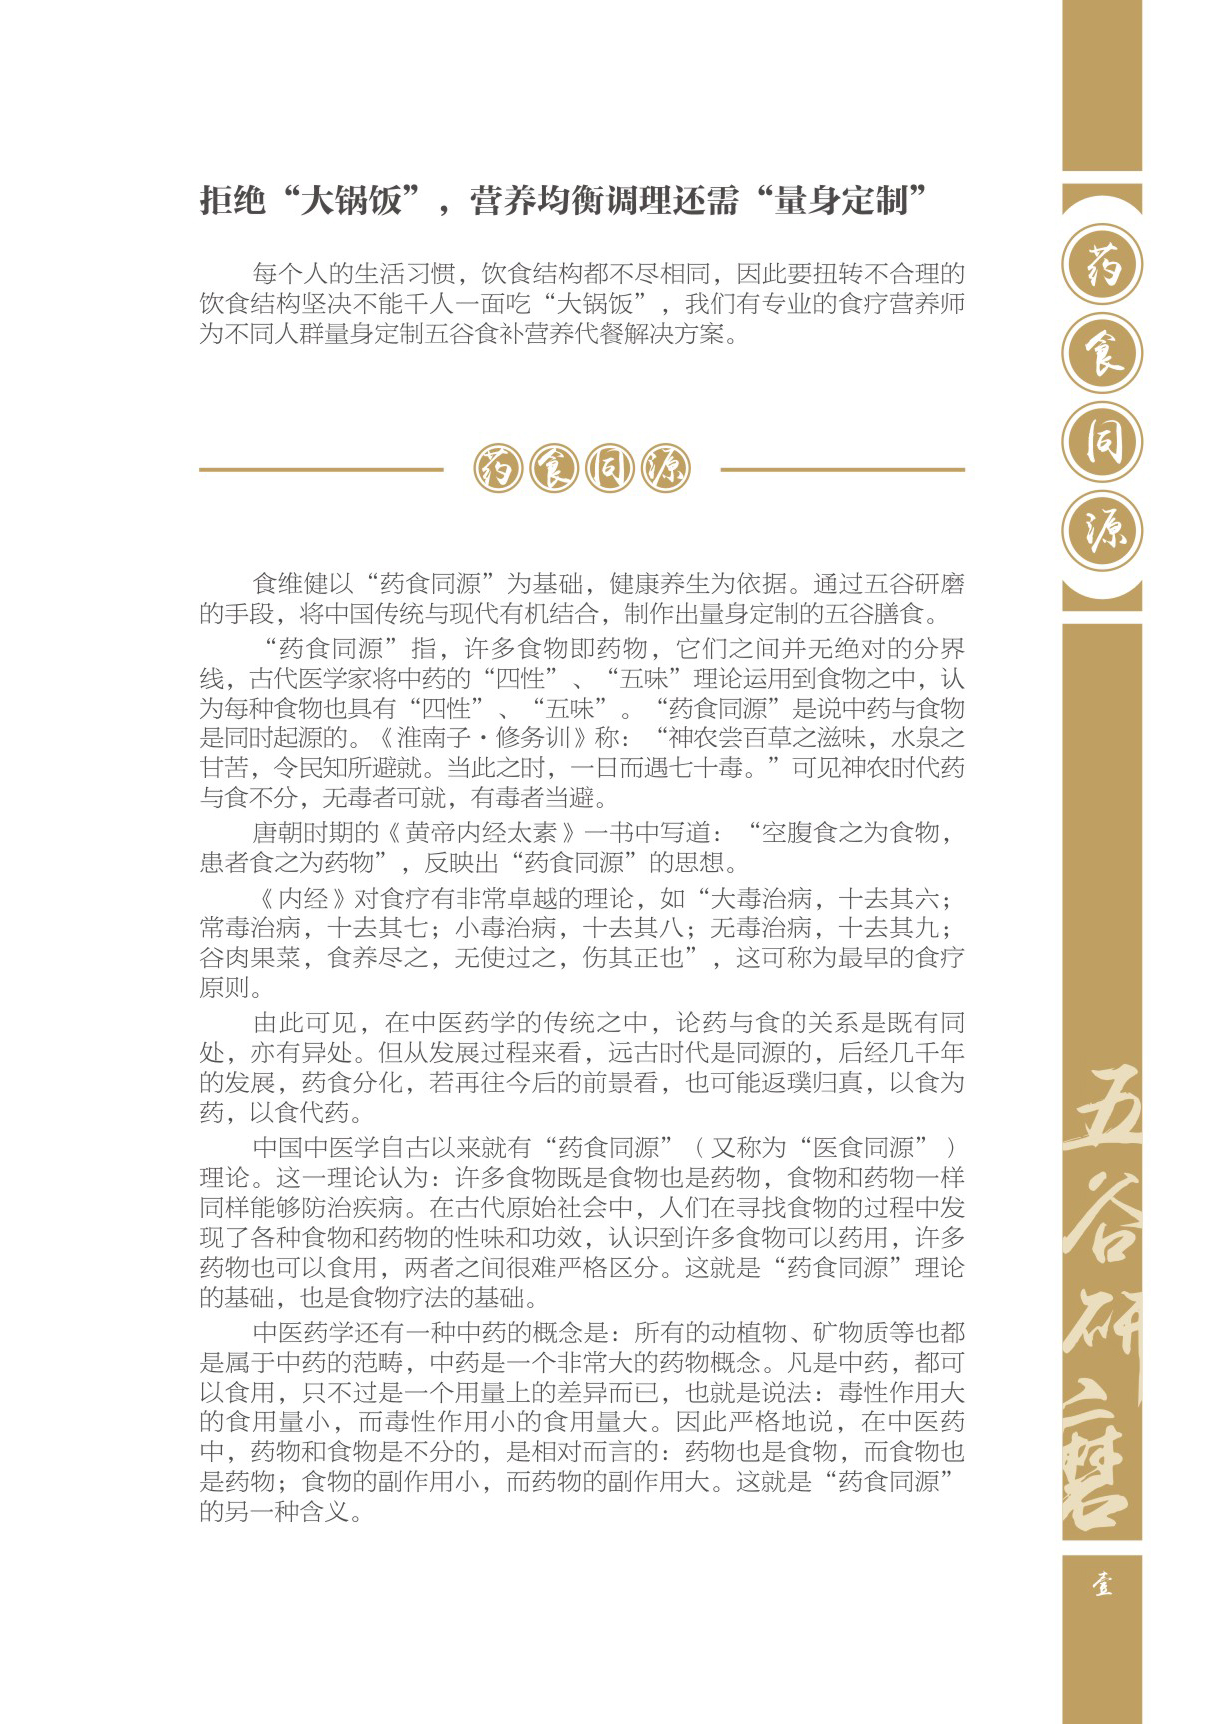 拒绝“大锅饭”，营养均衡调理还需“量身定制”
每个人的生活习惯，饮食结构都不尽相同，因此要扭转不合理的
饮食结构坚决不能千人一面吃“大锅饭”，我们有专业的食疗营养师
为不同人群量身定制五谷食补营养代餐解决方案。
药食同源
食维健以“药食同源”为基础，健康养生为依据。通过五谷研磨
的手段，将中国传统与现代有机结合，制作出量身定制的五谷膳食。
“药食同源”指，许多食物即药物，它们之间并无绝对的分界
线，古代医学家将中药的“四性”、“五味”理论运用到食物之中，认
为每种食物也具有“四性”、“五味”。“药食同源”是说中药与食物
是同时起源的。《淮南子·修务训》称：“神农尝百草之滋味，水泉之
甘苦，令民知所避就。当此之时，一日而遇七十毒。”可见神农时代药
与食不分，无毒者可就，有毒者当避。
唐朝时期的《黄帝内经太素》一书中写道：“空腹食之为食物，
患者食之为药物”，反映出“药食同源”的思想。
《内经》对食疗有非常卓越的理论，如“大毒治病，十去其六；
常毒治病，十去其七；小毒治病，十去其八；无毒治病，十去其九；
谷肉果菜，食养尽之，无使过之，伤其正也”，这可称为最早的食疗
原则。
由此可见，在中医药学的传统之中，论药与食的关系是既有同
处，亦有异处。但从发展过程来看，远古时代是同源的，后经几千年
的发展，药食分化，若再往今后的前景看，也可能返璞归真，以食为
药，以食代药。
中国中医学自古以来就有“药食同源”（又称为“医食同源”）
理论。这一理论认为：许多食物既是食物也是药物，食物和药物一样
同样能够防治疾病。在古代原始社会中，人们在寻找食物的过程中发
现了各种食物和药物的性味和功效，认识到许多食物可以药用，许多
药物也可以食用，两者之间很难严格区分。这就是“药食同源”理论
的基础，也是食物疗法的基础。
中医药学还有一种中药的概念是：所有的动植物、矿物质等也都
是属于中药的范畴，中药是一个非常大的药物概念。凡是中药，都可
以食用，只不过是一个用量上的差异而已，也就是说法：毒性作用大
的食用量小，而毒性作用小的食用量大。因此严格地说，在中医药
中，药物和食物是不分的，是相对而言的：药物也是食物，而食物也
是药物；食物的副作用小，而药物的副作用大。这就是“药食同源”
的另一种含义。
药食同源
五谷研磨
壹